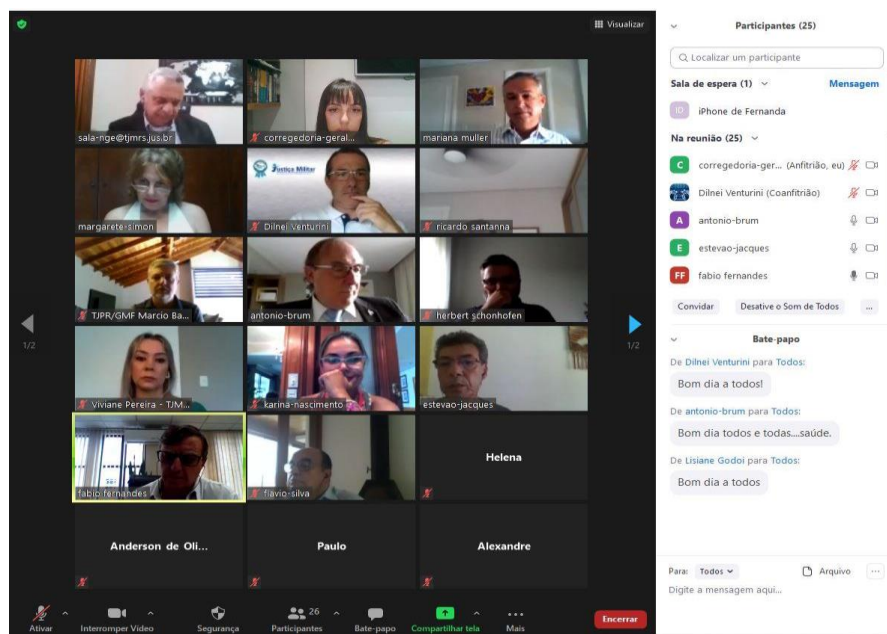 Visualizar
sala-nge@tjmrs.jus.br
corregedoria-geral...
mariana muller
margarete-simon
Justiça Militar
Dilnei Venturini
ricardo santanna
TJPR/GMF Marcio Ba...
antonio-brum
herbert schonhofen
1/2
1/2
Viviane Pereira - TJM...
karina-nascimento
estevao-jacques
fabio fernandes
flavio-silva
Helena
Anderson de Oli...
Paulo
Alexandre
Ativar
Interromper Vídeo
Segurança
Participantes
26
Bate-papo
Compartilhar tela
Mais
Encerrar
Participantes (25)
Localizar um participante
Sala de espera (1)
Mensagem
ID
iPhone de Fernanda
Na reunião (25)
C corregedoria-ger... (Anfitrião, eu)
Dilnei Venturini (Coanfitrião)
A antonio-brum
E estevao-jacques
FF fabio fernandes
Convidar Desative o Som de Todos ...
Bate-papo
De Dilnei Venturini para Todos:
Bom dia a todos!
De antonio-brum para Todos:
Bom dia todos e todas....saúde.
De Lisiane Godoi para Todos:
Bom dia a todos
Para: Todos Arquivo ...
Digite a mensagem aqui...